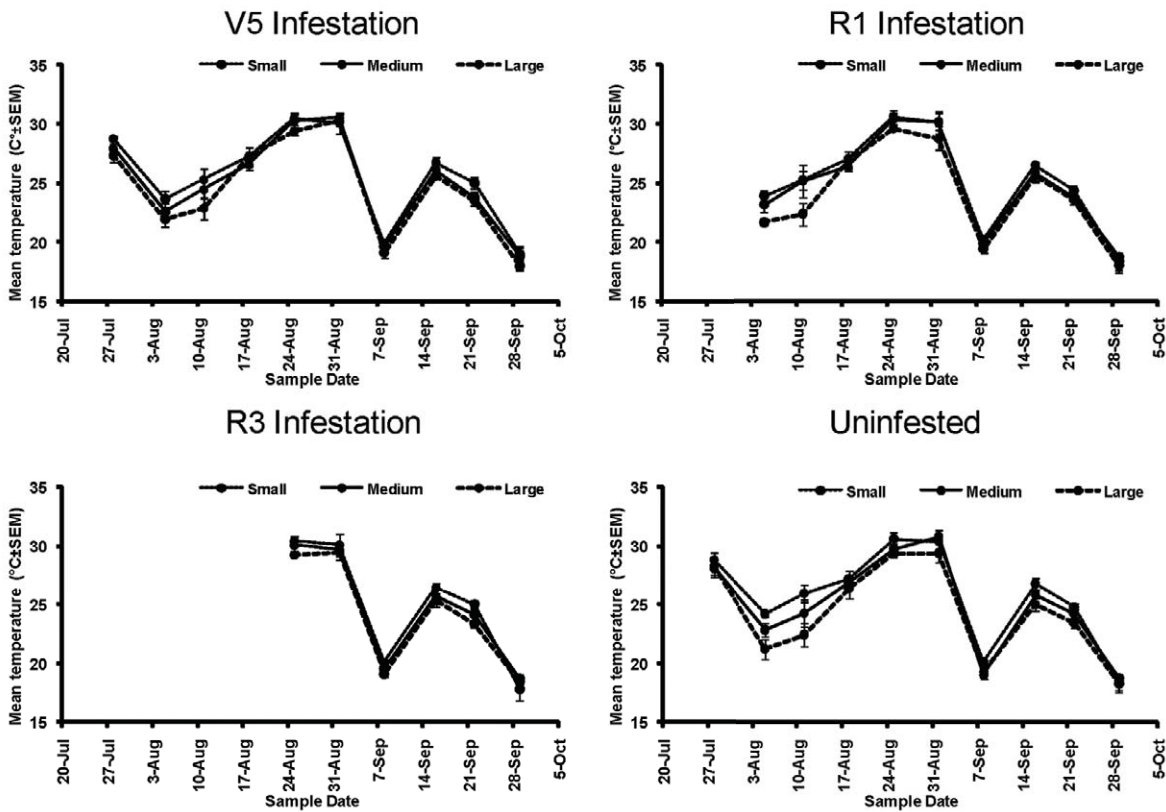 V5 Infestation
35
30
25
20
15
Mean temperature (C°±SEM)
Small Medium Large
20-Jul 27-Jul 3-Aug 10-Aug 17-Aug 24-Aug 31-Aug 7-Sep 14-Sep 21-Sep 28-Sep 5-Oct
Sample Date
R1 Infestation
35
30
25
20
15
Mean temperature (°C±SEM)
Small Medium Large
20-Jul 27-Jul 3-Aug 10-Aug 17-Aug 24-Aug 31-Aug 7-Sep 14-Sep 21-Sep 28-Sep 5-Oct
Sample Date
R3 Infestation
35
30
25
20
15
Mean temperature (°C±SEM)
Small Medium Large
20-Jul 27-Jul 3-Aug 10-Aug 17-Aug 24-Aug 31-Aug 7-Sep 14-Sep 21-Sep 28-Sep 5-Oct
Sample Date
Uninfested
35
30
25
20
15
Mean temperature (°C±SEM)
Small Medium Large
20-Jul 27-Jul 3-Aug 10-Aug 17-Aug 24-Aug 31-Aug 7-Sep 14-Sep 21-Sep 28-Sep 5-Oct
Sample Date